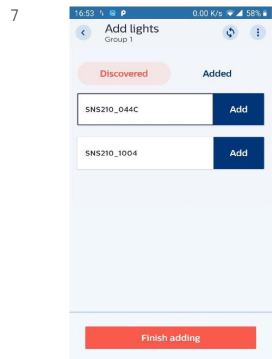 7
16:53 0.00 K/s 58%
Add lights
Group 1
Discovered Added
SNS210_044C Add
SNS210_1004 Add
Finish adding